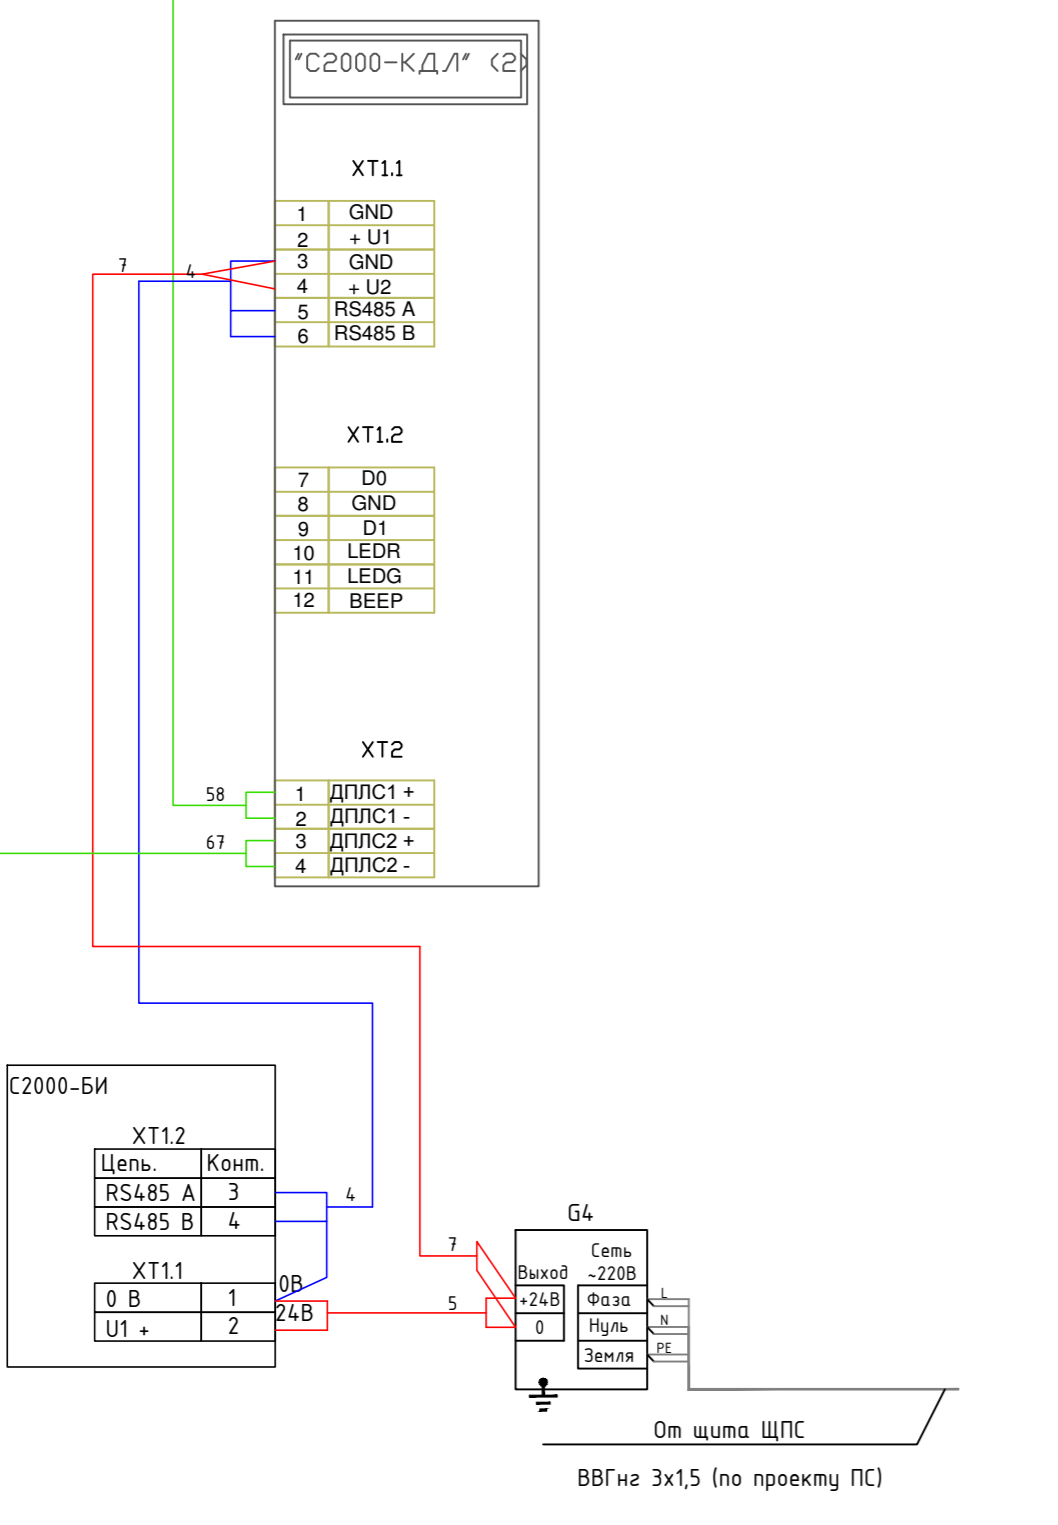 "С2000-КДЛ" (2)
XT1.1
1 GND
2 + U1
3 GND
4 + U2
5 RS485 A
6 RS485 B
7
4
XT1.2
7 D0
8 GND
9 D1
10 LEDR
11 LEDG
12 BEEP
XT2
1 ДПЛС1 +
2 ДПЛС1 -
3 ДПЛС2 +
4 ДПЛС2 -
58
67
С2000-БИ
XT1.2
Цепь. Конт.
RS485 A 3
RS485 B 4
4
XT1.1
0 В 1
U1 + 2
0В
24В
7
5
G4
Сеть
~220В
Выход
+24В
0
Фаза
Нуль
Земля
L
N
PE
От щита ЩПС
ВВГнг 3х1,5 (по проекту ПС)